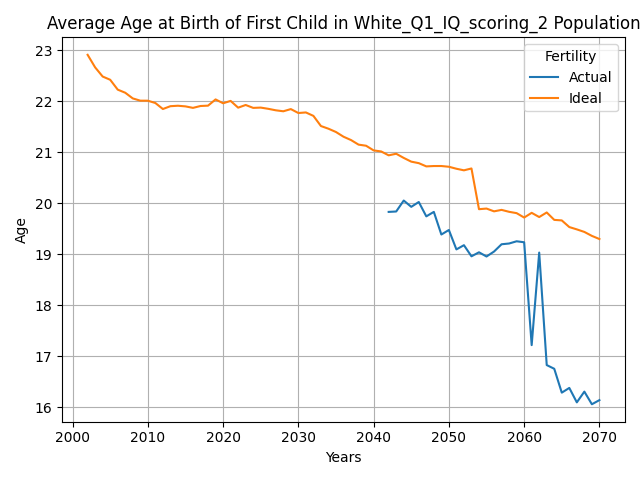 Average Age at Birth of First Child in White_Q1_IQ_scoring_2 Population
Fertility
Actual
Ideal
Age
23
22
21
20
19
18
17
16
2000 2010 2020 2030 2040 2050 2060 2070
Years